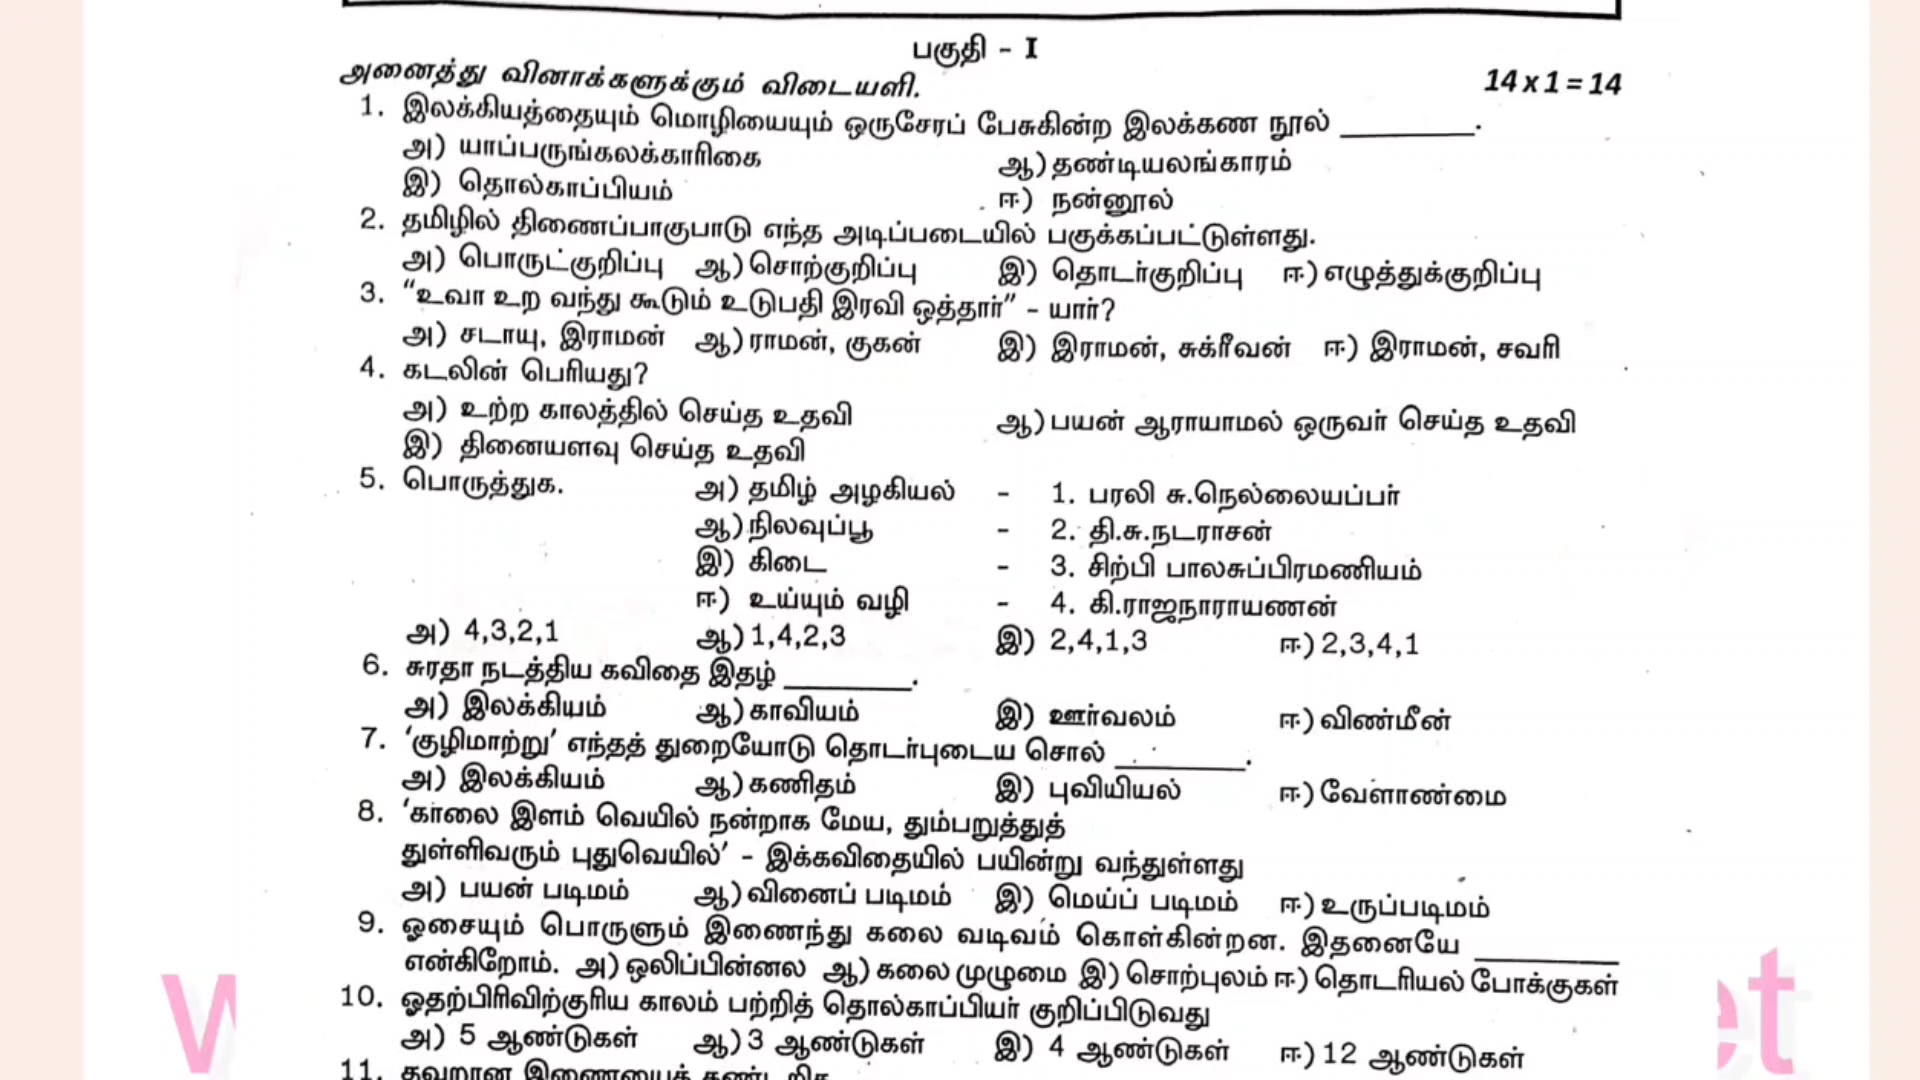 பகுதி - I
அனைத்து வினாக்களுக்கும் விடையளி. 14 x 1 = 14
1. இலக்கியத்தையும் மொழியையும் ஒருசேரப் பேசுகின்ற இலக்கண நூல் ________.
அ) யாப்பருங்கலக்காரிகை ஆ) தண்டியலங்காரம்
இ) தொல்காப்பியம் ஈ) நன்னூல்
2. தமிழில் திணைப்பாகுபாடு எந்த அடிப்படையில் பகுக்கப்பட்டுள்ளது.
அ) பொருட்குறிப்பு ஆ) சொற்குறிப்பு இ) தொடர்குறிப்பு ஈ) எழுத்துக்குறிப்பு
3. “உவா உற வந்து கூடும் உடுபதி இரவி ஒத்தார்” - யார்?
அ) சடாயு, இராமன் ஆ) ராமன், குகன் இ) இராமன், சுக்ரீவன் ஈ) இராமன், சவரி
4. கடலின் பெரியது?
அ) உற்ற காலத்தில் செய்த உதவி ஆ) பயன் ஆராயாமல் ஒருவர் செய்த உதவி
இ) தினையளவு செய்த உதவி
5. பொருத்துக. அ) தமிழ் அழகியல் - 1. பரலி சு.நெல்லையப்பர்
ஆ) நிலவுப்பூ - 2. தி.சு.நடராசன்
இ) கிடை - 3. சிற்பி பாலசுப்பிரமணியம்
ஈ) உய்யும் வழி - 4. கி.ராஜநாராயணன்
அ) 4,3,2,1 ஆ) 1,4,2,3 இ) 2,4,1,3 ஈ) 2,3,4,1
6. சுரதா நடத்திய கவிதை இதழ் ________.
அ) இலக்கியம் ஆ) காவியம் இ) ஊர்வலம் ஈ) விண்மீன்
7. ‘குழிமாற்று’ எந்தத் துறையோடு தொடர்புடைய சொல் ________.
அ) இலக்கியம் ஆ) கணிதம் இ) புவியியல் ஈ) வேளாண்மை
8. ‘காலை இளம் வெயில் நன்றாக மேய, தும்பறுத்துத்
துள்ளிவரும் புதுவெயில்’ - இக்கவிதையில் பயின்று வந்துள்ளது
அ) பயன் படிமம் ஆ) வினைப் படிமம் இ) மெய்ப் படிமம் ஈ) உருப்படிமம்
9. ஓசையும் பொருளும் இணைந்து கலை வடிவம் கொள்கின்றன. இதனையே ________
என்கிறோம். அ) ஒலிப்பின்னல ஆ) கலை முழுமை இ) சொற்புலம் ஈ) தொடரியல் போக்குகள்
10. ஓதற்பிரிவிற்குரிய காலம் பற்றித் தொல்காப்பியர் குறிப்பிடுவது
அ) 5 ஆண்டுகள் ஆ) 3 ஆண்டுகள் இ) 4 ஆண்டுகள் ஈ) 12 ஆண்டுகள்
11. தவறான இணையைக் கண்டறிக